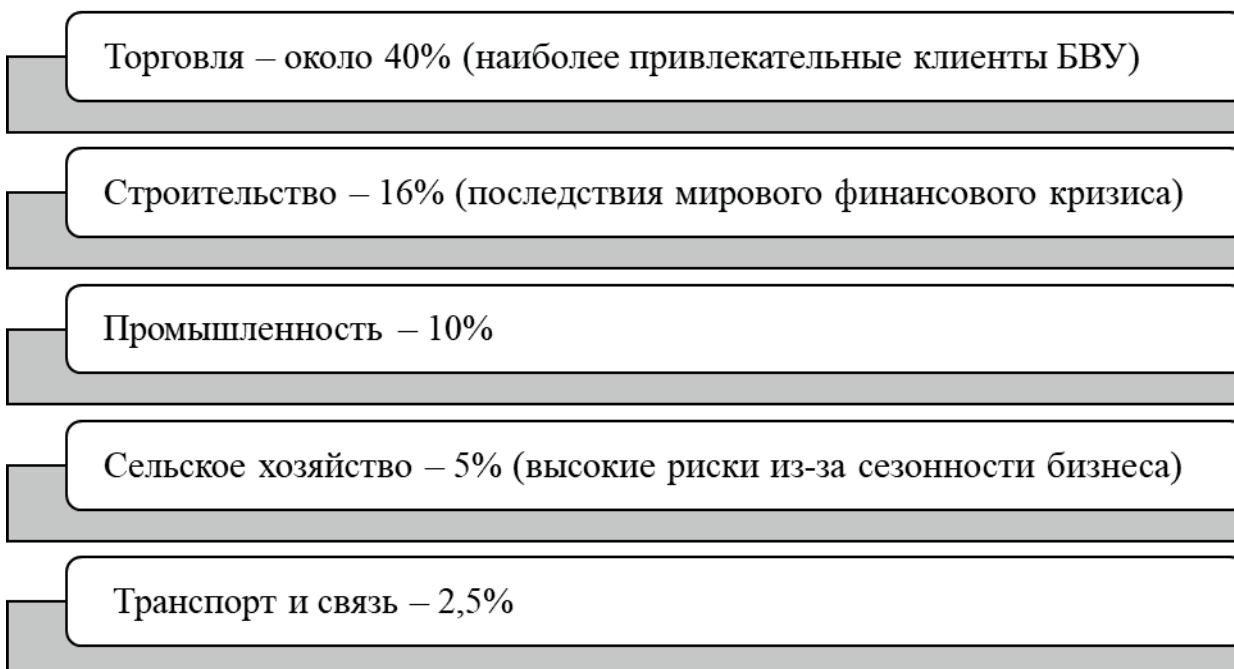 Торговля – около 40% (наиболее привлекательные клиенты БВУ)
Строительство – 16% (последствия мирового финансового кризиса)
Промышленность – 10%
Сельское хозяйство – 5% (высокие риски из-за сезонности бизнеса)
Транспорт и связь – 2,5%